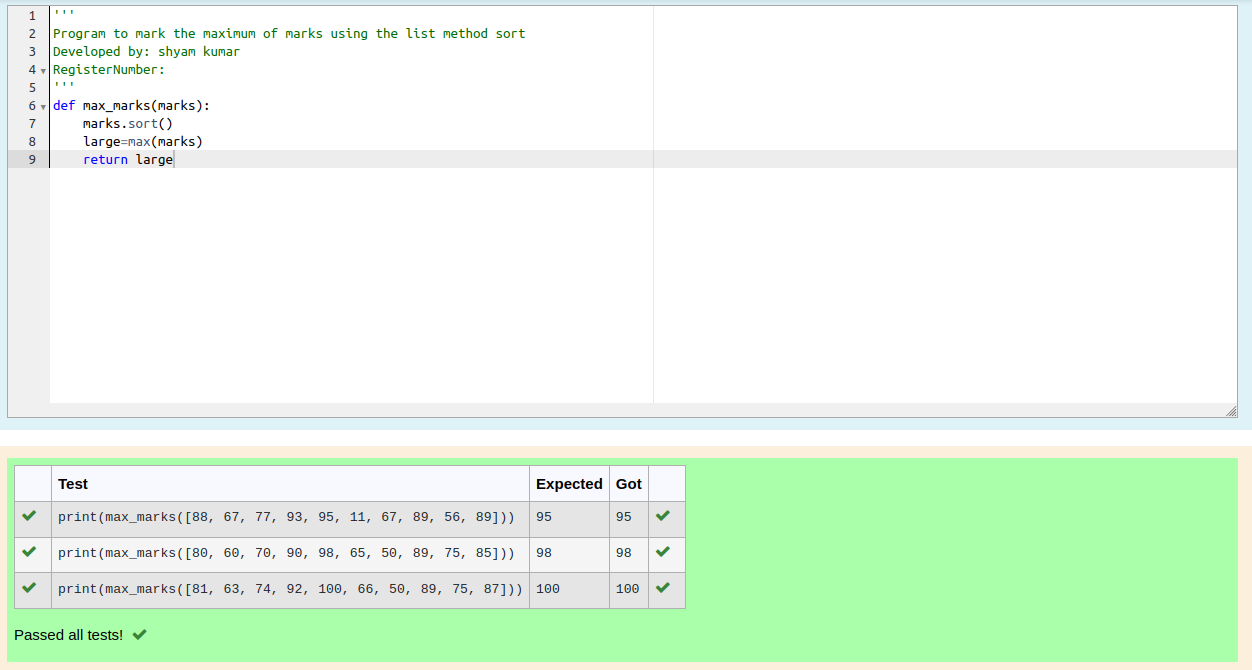 1 '''
2 Program to mark the maximum of marks using the list method sort
3 Developed by: shyam kumar
4 RegisterNumber:
5 '''
6 def max_marks(marks):
7     marks.sort()
8     large=max(marks)
9     return large
Test Expected Got
print(max_marks([88, 67, 77, 93, 95, 11, 67, 89, 56, 89])) 95 95
print(max_marks([80, 60, 70, 90, 98, 65, 50, 89, 75, 85])) 98 98
print(max_marks([81, 63, 74, 92, 100, 66, 50, 89, 75, 87])) 100 100
Passed all tests!